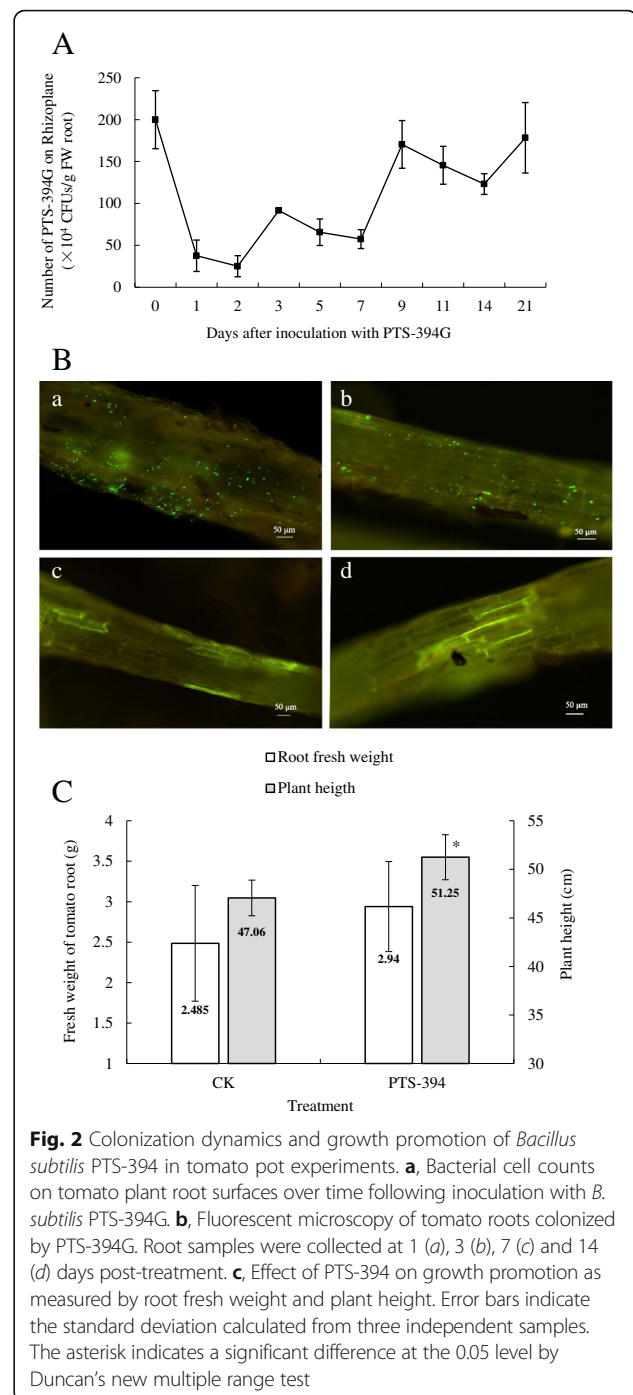 A
Number of PTS-394G on Rhizoplane
(×10⁴ CFUs/g FW root)
250
200
150
100
50
0
0 1 2 3 5 7 9 11 14 21
Days after inoculation with PTS-394G
B
a
50 µm
b
50 µm
c
50 µm
d
50 µm
Root fresh weight
Plant heigth
C
Fresh weight of tomato root (g)
4
3.5
3
2.5
2
1.5
1
2.485
47.06
2.94
51.25
*
55
50
45
40
35
30
Plant height (cm)
CK PTS-394
Treatment
Fig. 2 Colonization dynamics and growth promotion of Bacillus
subtilis PTS-394 in tomato pot experiments. a, Bacterial cell counts
on tomato plant root surfaces over time following inoculation with B.
subtilis PTS-394G. b, Fluorescent microscopy of tomato roots colonized
by PTS-394G. Root samples were collected at 1 (a), 3 (b), 7 (c) and 14
(d) days post-treatment. c, Effect of PTS-394 on growth promotion as
measured by root fresh weight and plant height. Error bars indicate
the standard deviation calculated from three independent samples.
The asterisk indicates a significant difference at the 0.05 level by
Duncan's new multiple range test